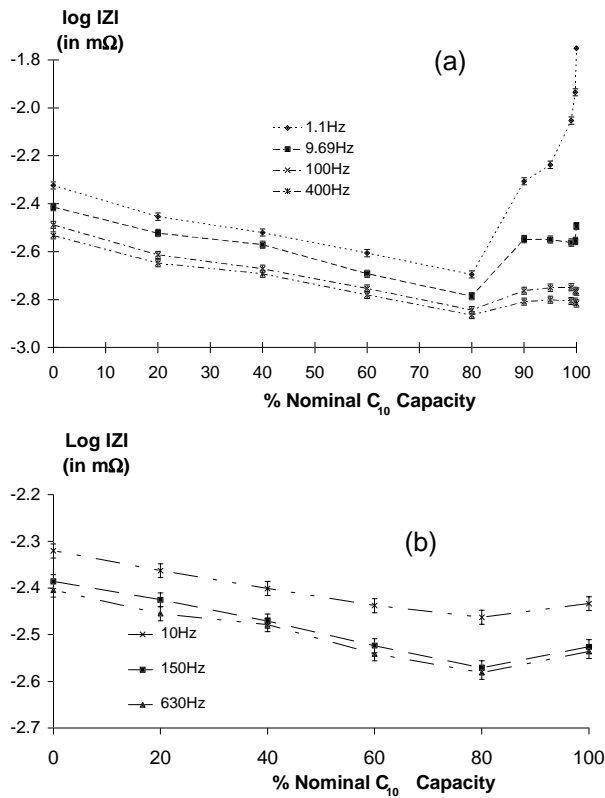 log IZI
(in mΩ)
(a)
-1.8
-2.0
-2.2
-2.4
-2.6
-2.8
-3.0
1.1Hz
9.69Hz
100Hz
400Hz
0 10 20 30 40 50 60 70 80 90 100
% Nominal C10 Capacity
Log IZI
(in mΩ)
(b)
-2.2
-2.3
-2.4
-2.5
-2.6
-2.7
10Hz
150Hz
630Hz
0 20 40 60 80 100
% Nominal C10 Capacity